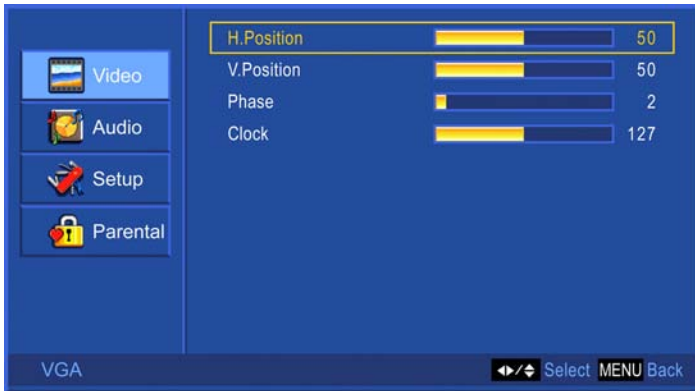 Video
Audio
Setup
Parental
H.Position 50
V.Position 50
Phase 2
Clock 127
VGA
Select MENU Back